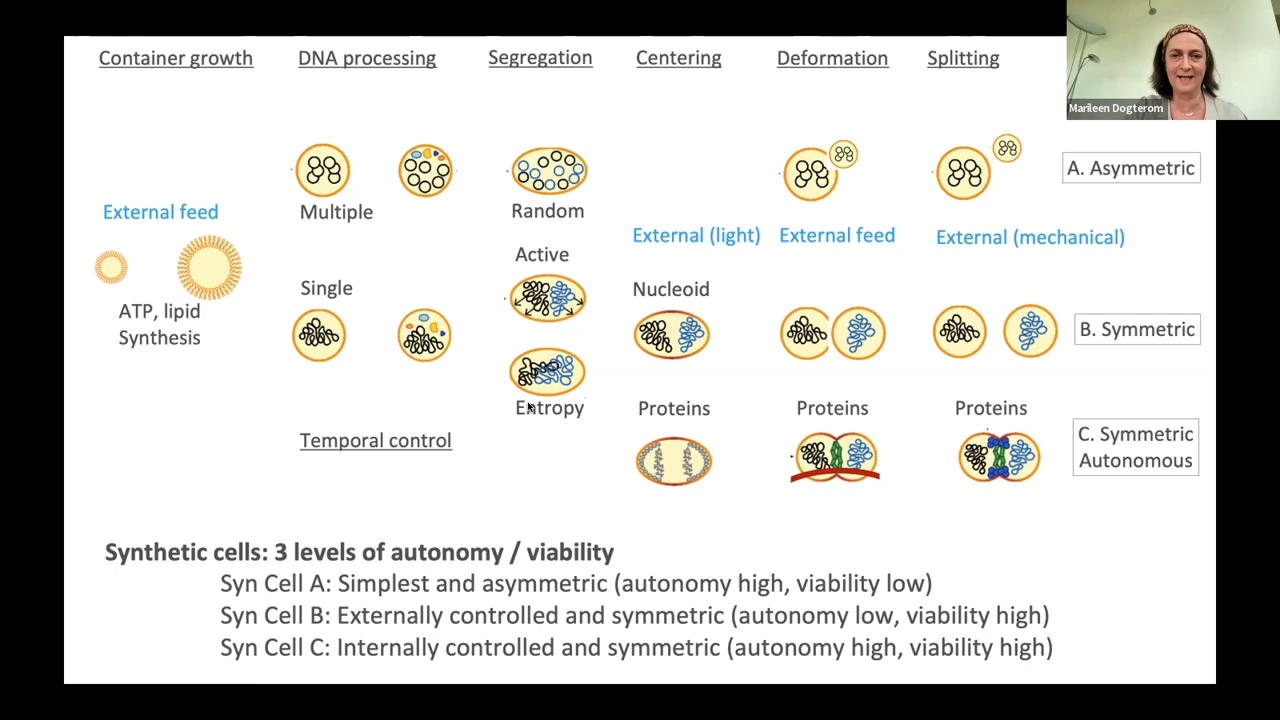 Container growth
DNA processing
Segregation
Centering
Deformation
Splitting
Marileen Dogterom
A. Asymmetric
External feed
Multiple
Random
External (light)
External feed
External (mechanical)
Active
Single
Nucleoid
ATP, lipid
Synthesis
B. Symmetric
Entropy
Proteins
Proteins
Proteins
Temporal control
C. Symmetric
Autonomous
Synthetic cells: 3 levels of autonomy / viability
Syn Cell A: Simplest and asymmetric (autonomy high, viability low)
Syn Cell B: Externally controlled and symmetric (autonomy low, viability high)
Syn Cell C: Internally controlled and symmetric (autonomy high, viability high)